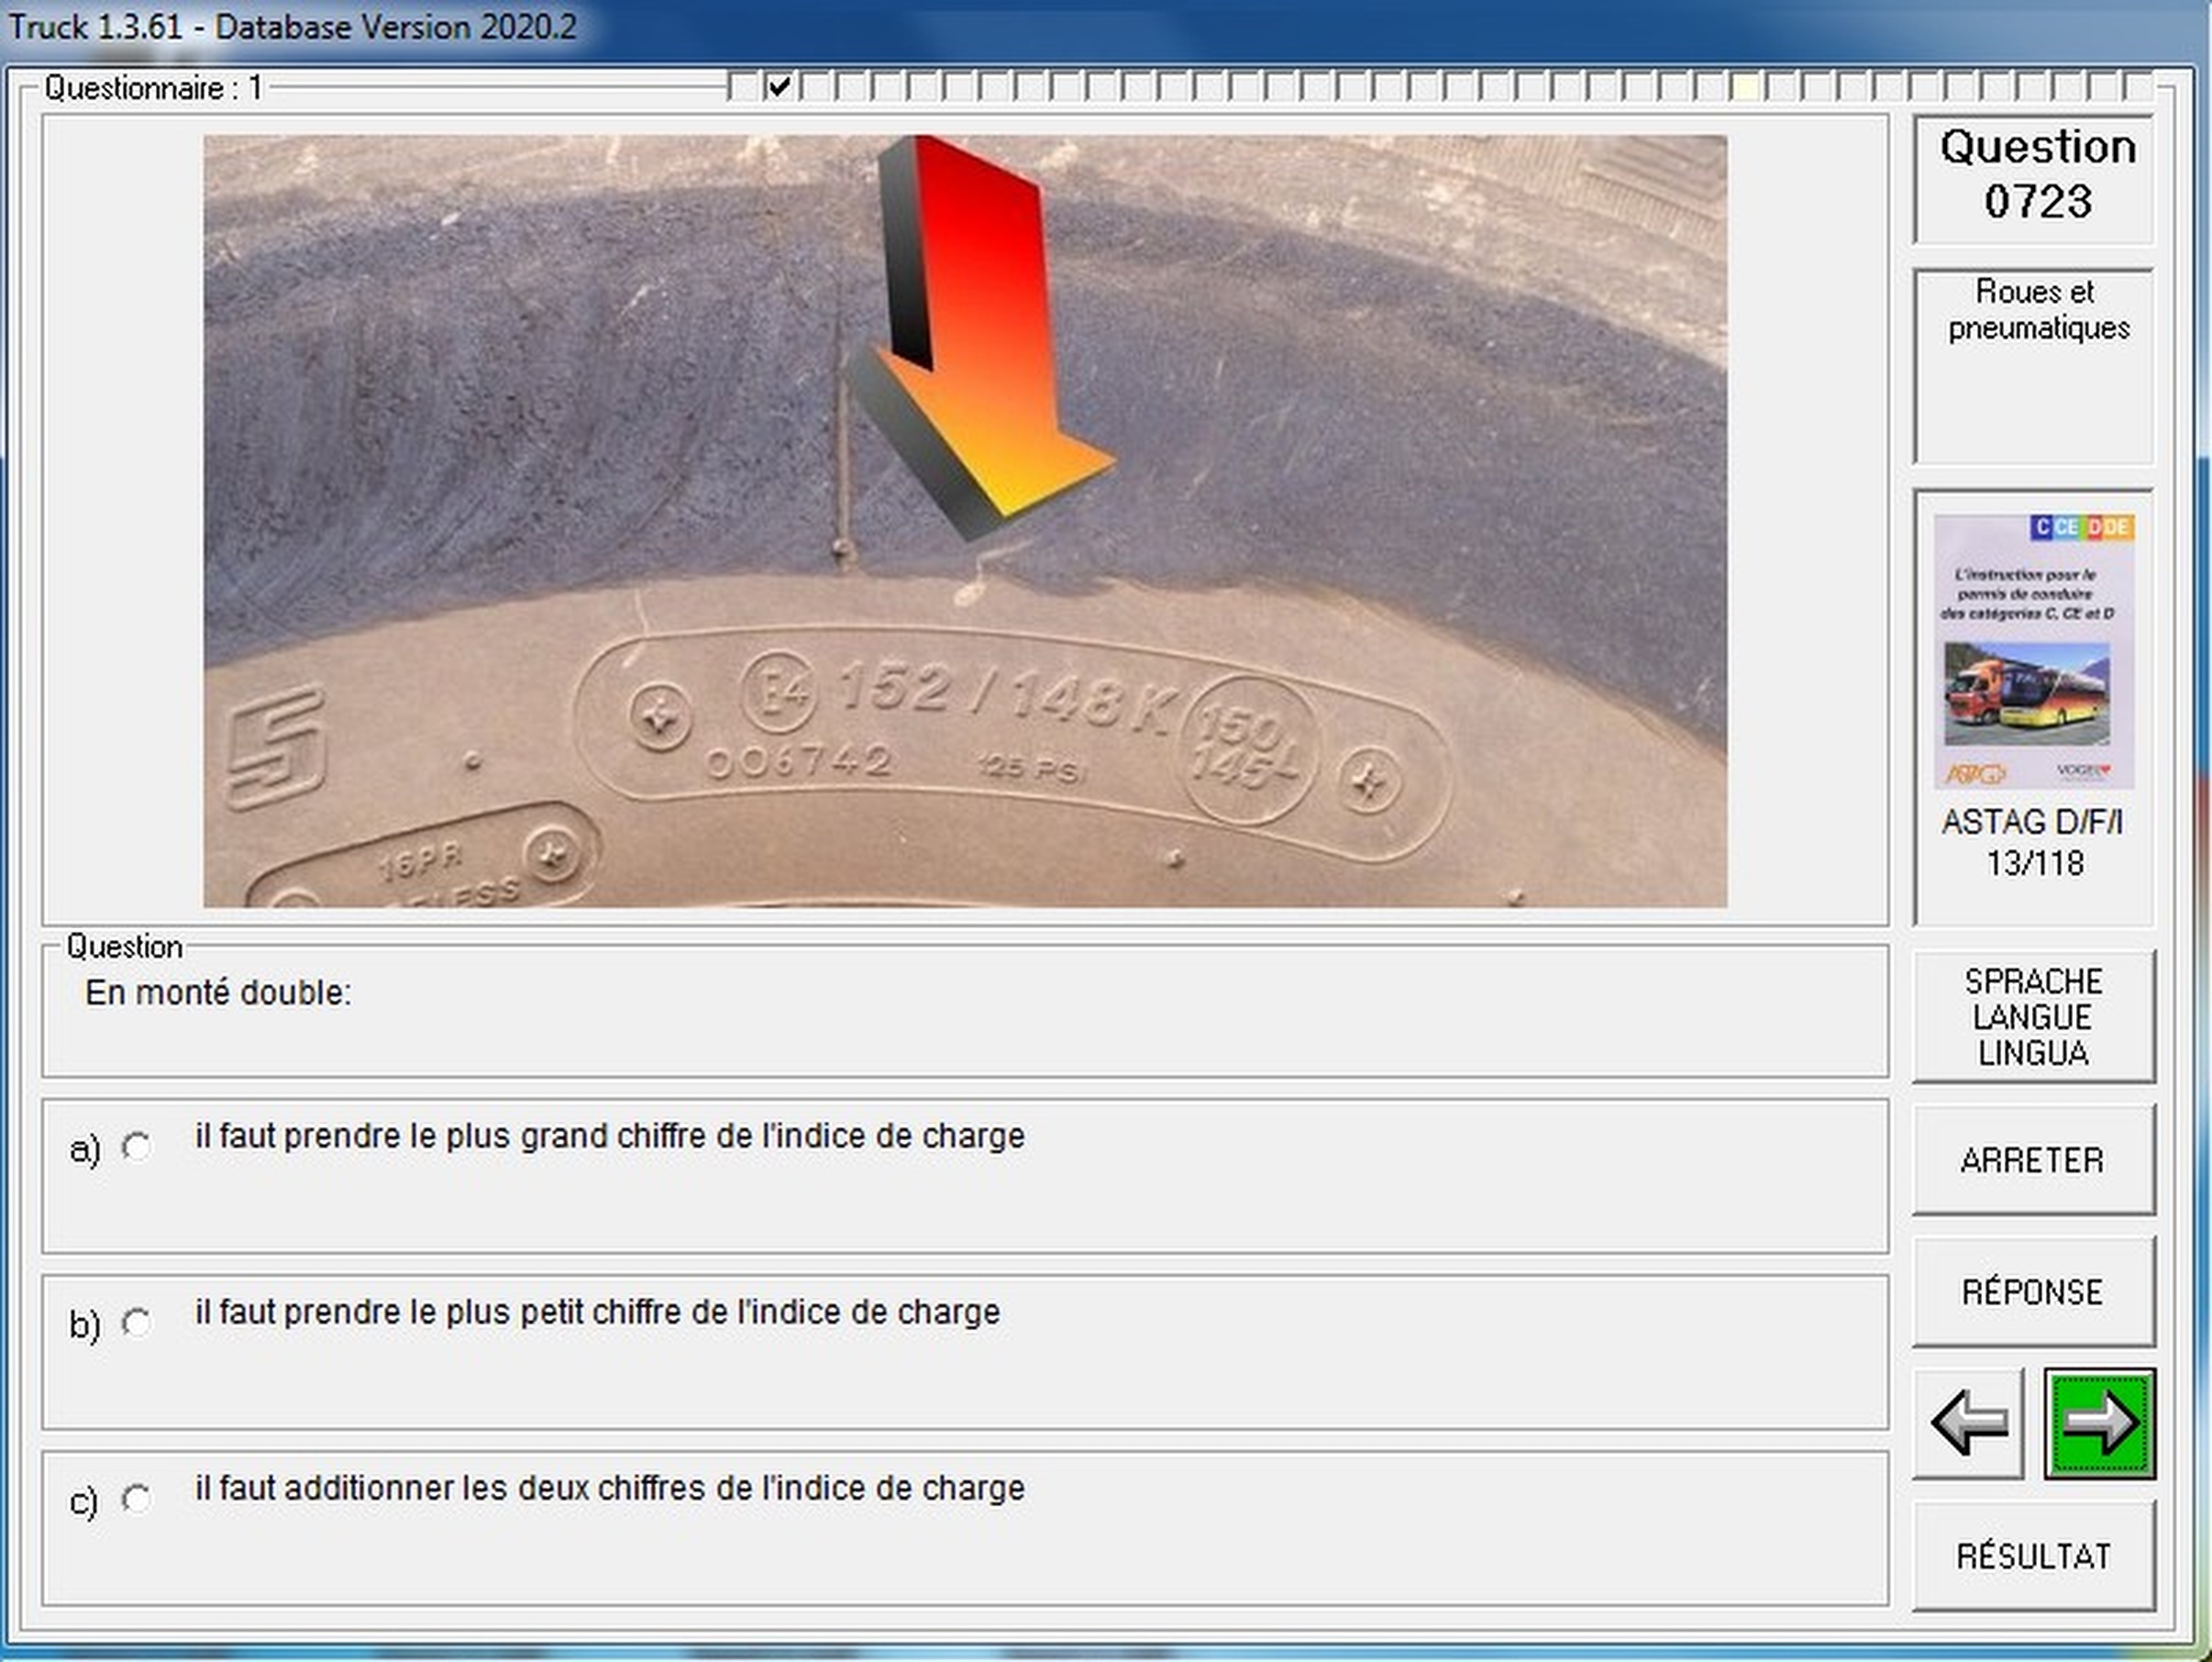 Truck 1.3.61 - Database Version 2020.2
Questionnaire : 1
Question
0723
Roues et
pneumatiques
E4 152 / 148 K 150
145 L
006742 125 PSI
16PR
C CE D DE
L'instruction pour le
permis de conduire
des catégories C, CE et D
ASTAG VOGEL
ASTAG D/F/I
13/118
Question
En monté double:
a) il faut prendre le plus grand chiffre de l'indice de charge
b) il faut prendre le plus petit chiffre de l'indice de charge
c) il faut additionner les deux chiffres de l'indice de charge
SPRACHE
LANGUE
LINGUA
ARRETER
RÉPONSE
RÉSULTAT